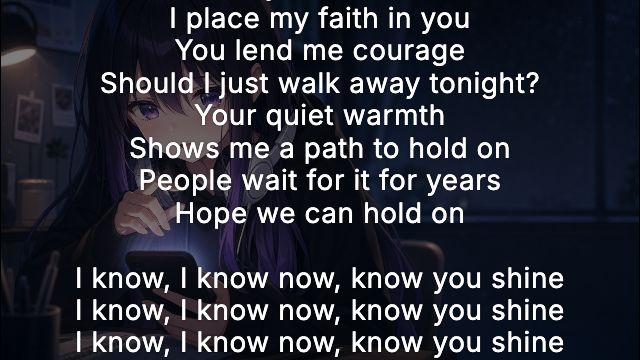 I place my faith in you
You lend me courage
Should I just walk away tonight?
Your quiet warmth
Shows me a path to hold on
People wait for it for years
Hope we can hold on
I know, I know now, know you shine
I know, I know now, know you shine
I know, I know now, know you shine